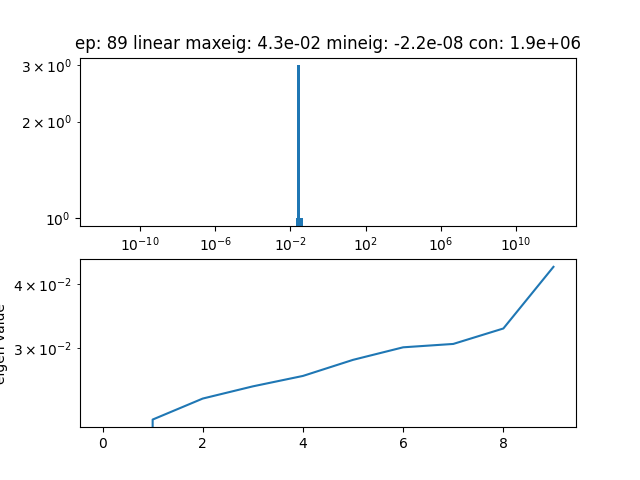 ep: 89 linear maxeig: 4.3e-02 mineig: -2.2e-08 con: 1.9e+06
3 × 10⁰
2 × 10⁰
10⁰
10⁻¹⁰ 10⁻⁶ 10⁻² 10² 10⁶ 10¹⁰
4 × 10⁻²
3 × 10⁻²
eigen value
0 2 4 6 8